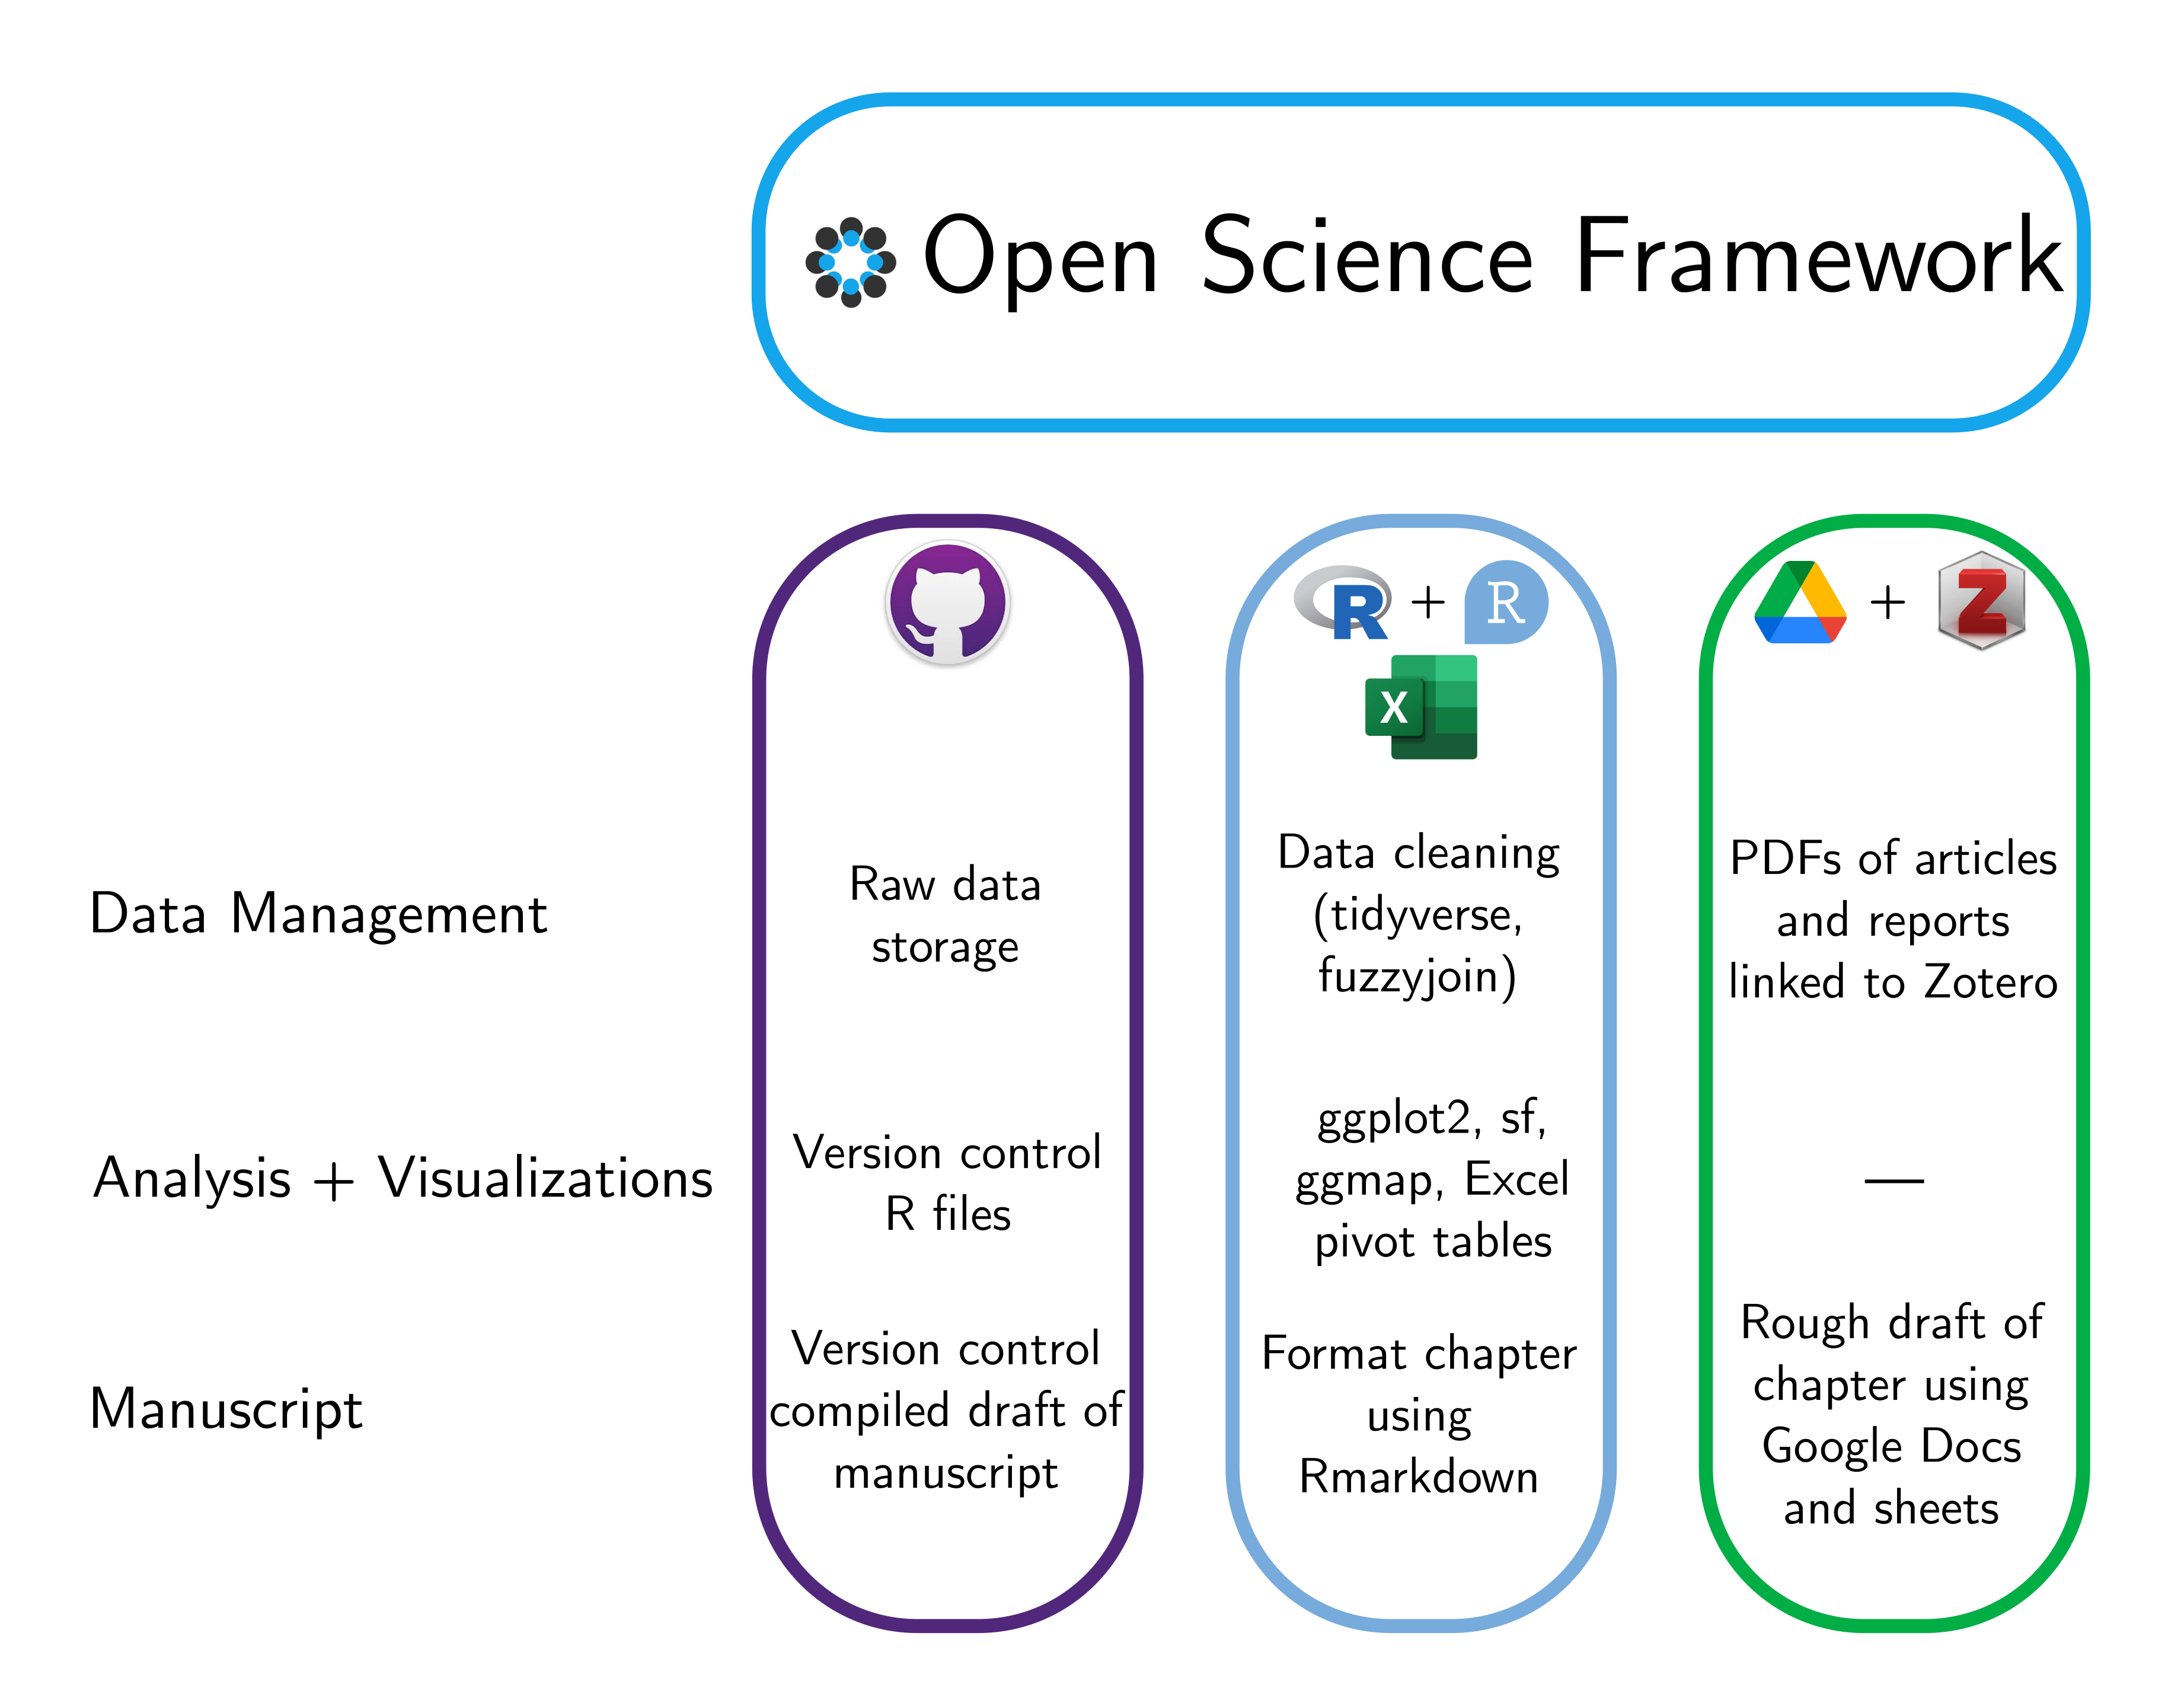 Open Science Framework
R + R
X
+ Z
Data Management
Raw data
storage
Data cleaning
(tidyverse,
fuzzyjoin)
PDFs of articles
and reports
linked to Zotero
Analysis + Visualizations
Version control
R files
ggplot2, sf,
ggmap, Excel
pivot tables
—
Manuscript
Version control
compiled draft of
manuscript
Format chapter
using
Rmarkdown
Rough draft of
chapter using
Google Docs
and sheets